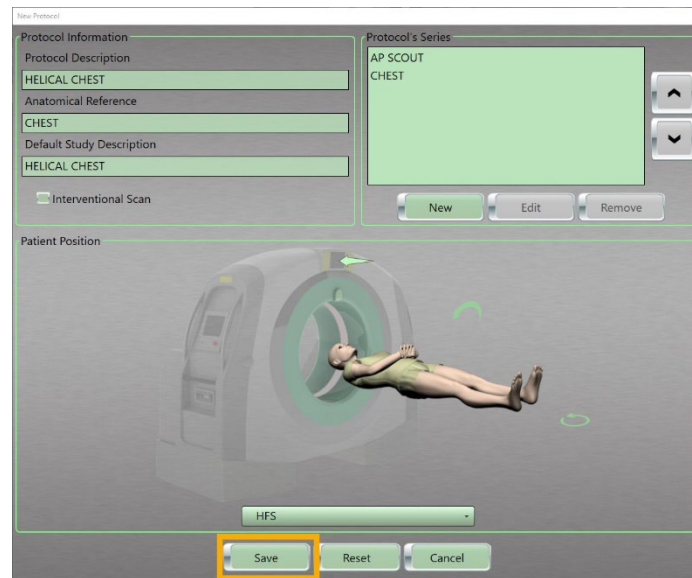 New Protocol
Protocol Information
Protocol Description
HELICAL CHEST
Anatomical Reference
CHEST
Default Study Description
HELICAL CHEST
Interventional Scan
Protocol's Series
AP SCOUT
CHEST
New Edit Remove
Patient Position
HFS
Save Reset Cancel